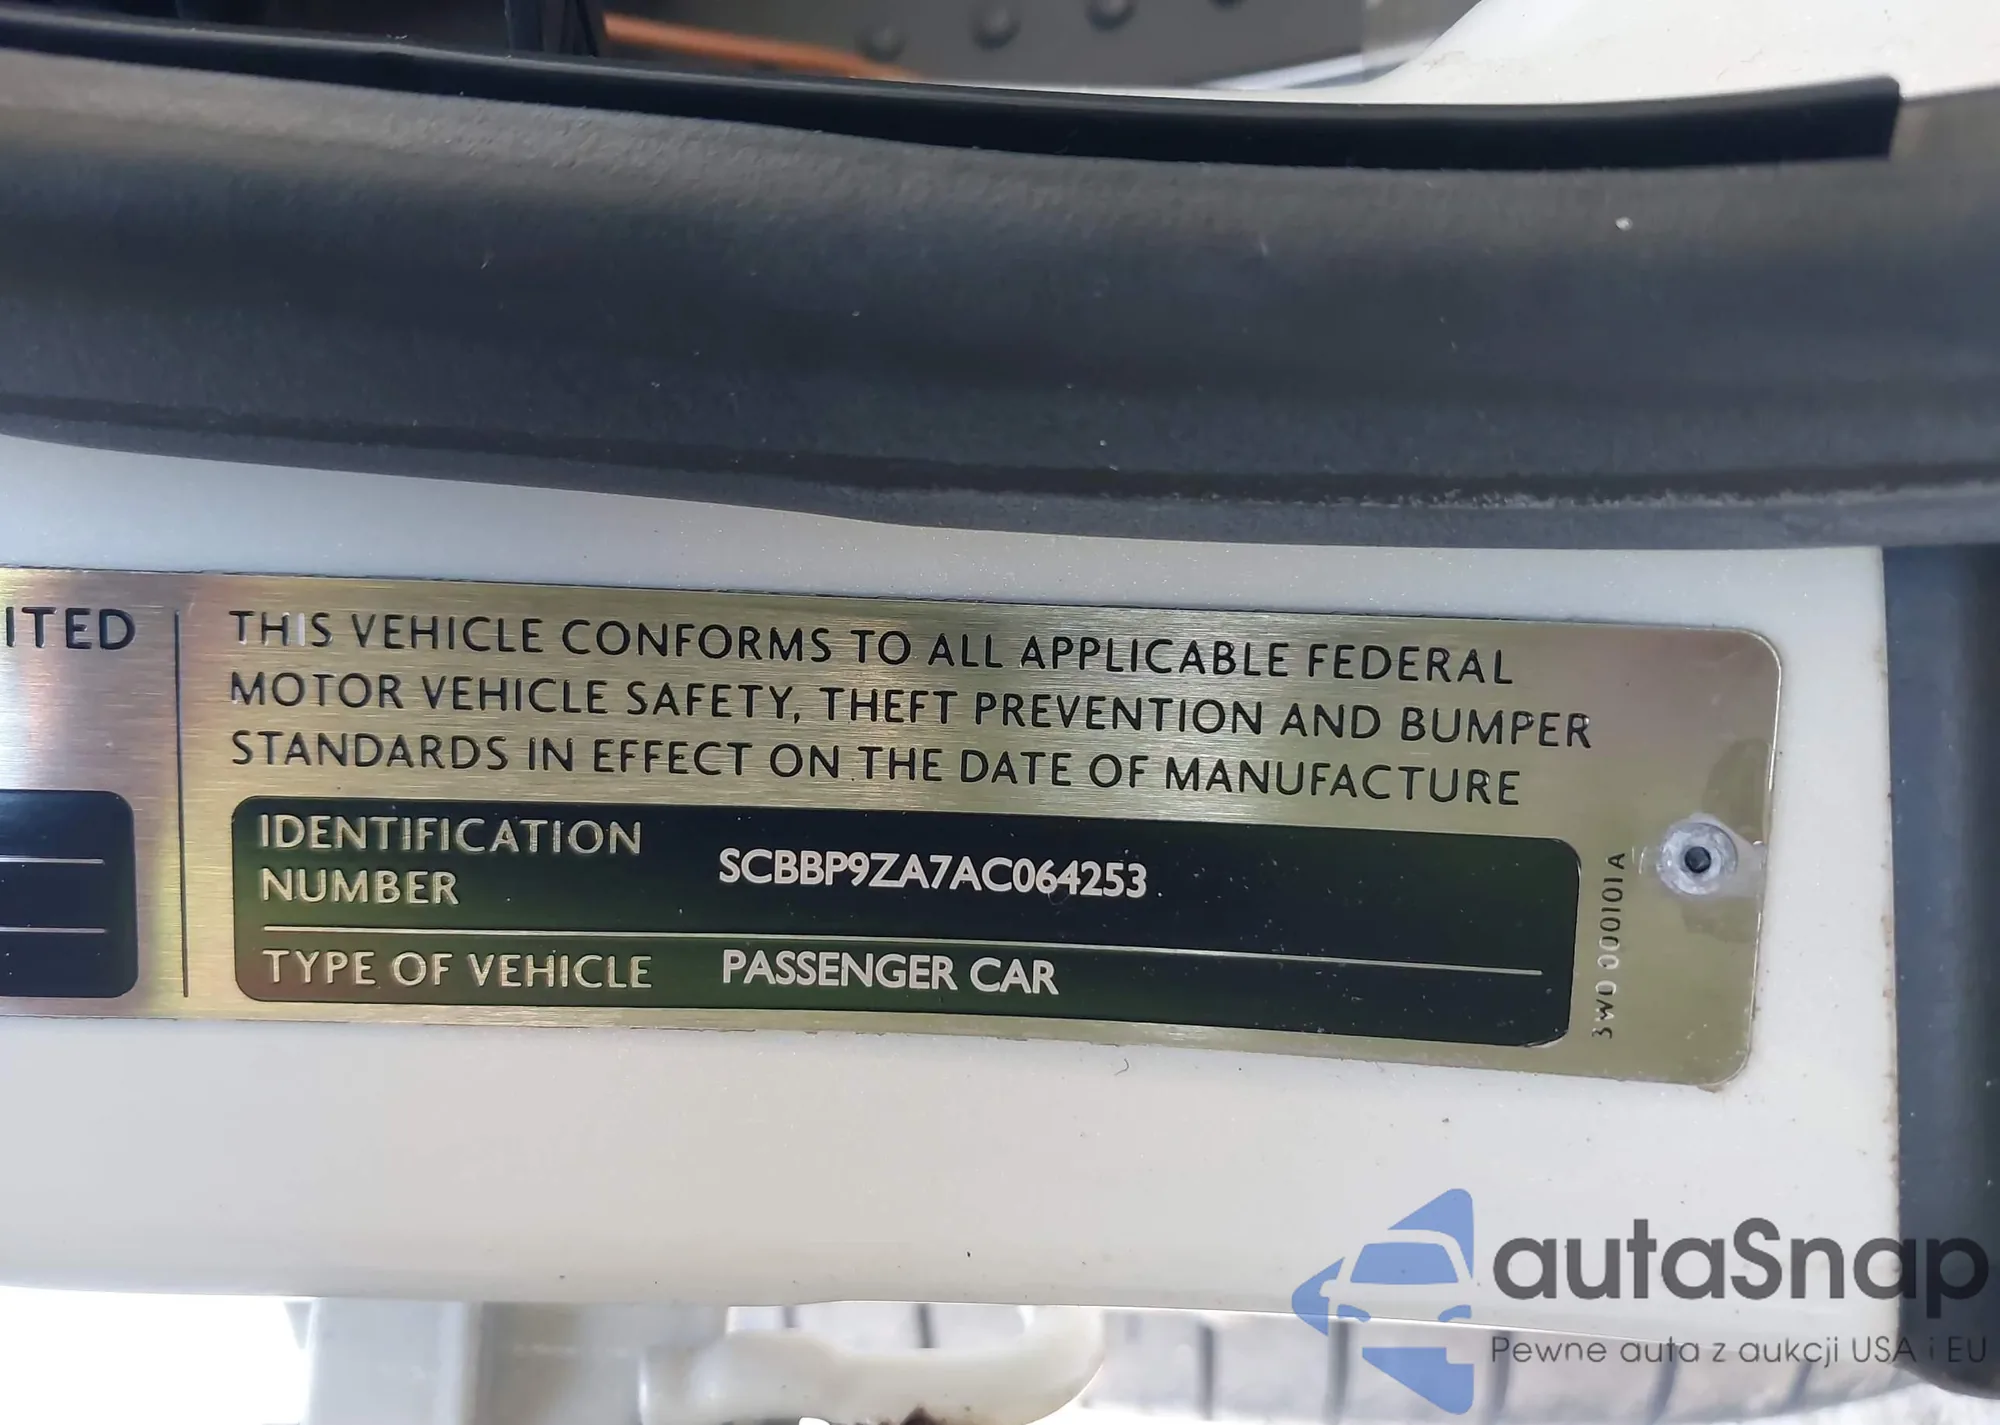 ITED
THIS VEHICLE CONFORMS TO ALL APPLICABLE FEDERAL
MOTOR VEHICLE SAFETY, THEFT PREVENTION AND BUMPER
STANDARDS IN EFFECT ON THE DATE OF MANUFACTURE
IDENTIFICATION
NUMBER
SCBBP9ZA7AC064253
TYPE OF VEHICLE
PASSENGER CAR
3W0 000101A
autaSnap
Pewne auta z aukcji USA i EU